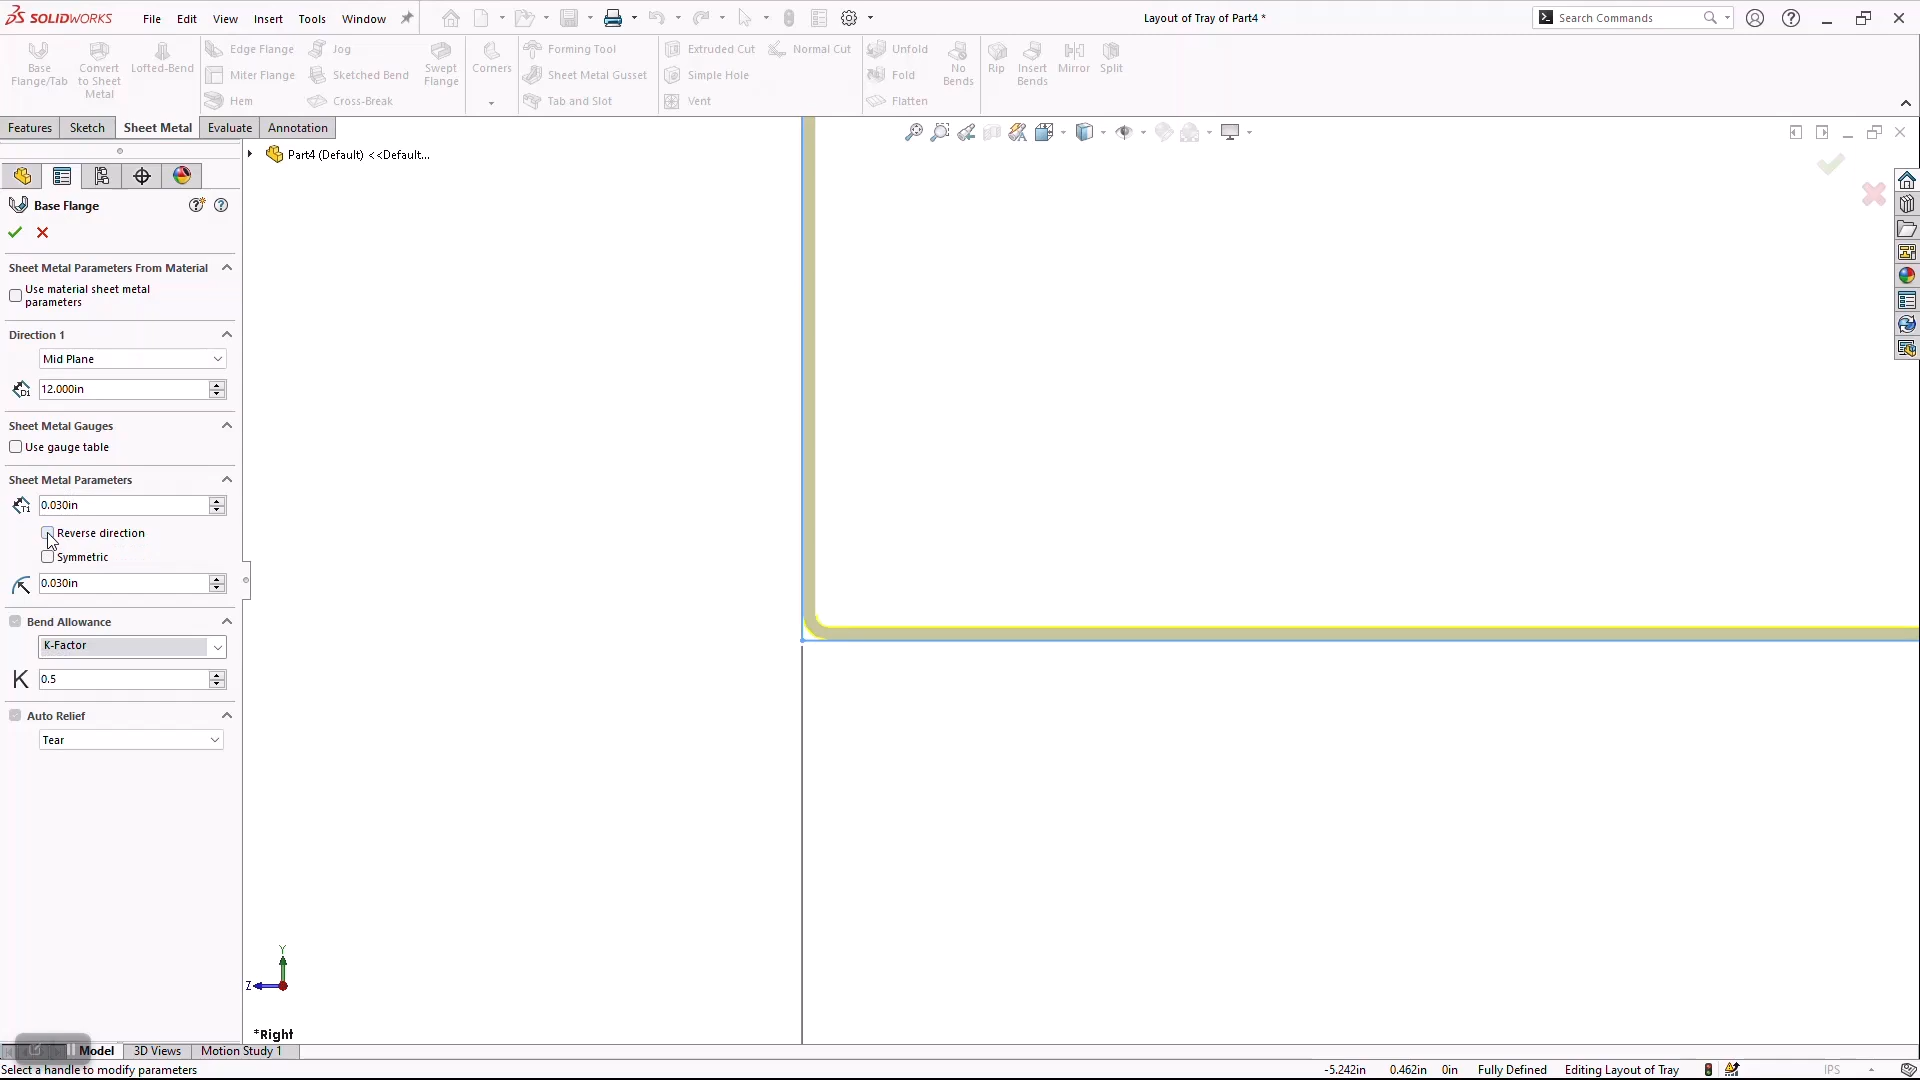 SOLIDWORKS File Edit View Insert Tools Window Layout of Tray of Part4 * Search Commands
Base Flange/Tab
Convert to Sheet Metal
Lofted-Bend
Edge Flange
Miter Flange
Hem
Jog
Sketched Bend
Cross-Break
Swept Flange
Corners
Forming Tool
Sheet Metal Gusset
Tab and Slot
Extruded Cut
Simple Hole
Vent
Normal Cut
Unfold
Fold
Flatten
No Bends
Rip
Insert Bends
Mirror
Split
Features Sketch Sheet Metal Evaluate Annotation
Part4 (Default) <<Default...
Base Flange
Sheet Metal Parameters From Material
Use material sheet metal
parameters
Direction 1
Mid Plane
D1 12.000in
Sheet Metal Gauges
Use gauge table
Sheet Metal Parameters
T1 0.030in
Reverse direction
Symmetric
0.030in
Bend Allowance
K-Factor
K 0.5
Auto Relief
Tear
Y
Z
*Right
Model 3D Views Motion Study 1
Select a handle to modify parameters -5.242in 0.462in 0in Fully Defined Editing Layout of Tray IPS